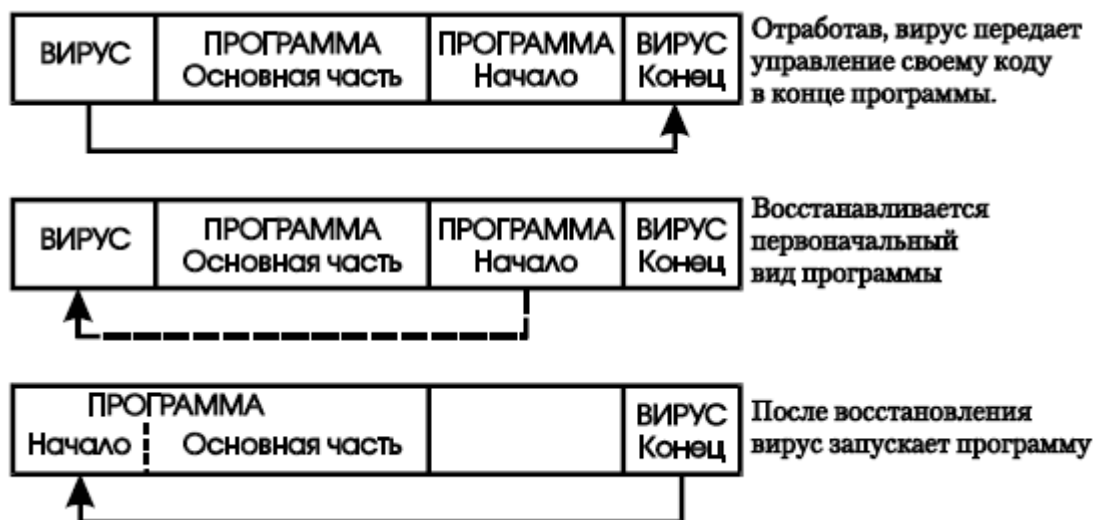 ВИРУС
ПРОГРАММА
Основная часть
ПРОГРАММА
Начало
ВИРУС
Конец
Отработав, вирус передает
управление своему коду
в конце программы.
ВИРУС
ПРОГРАММА
Основная часть
ПРОГРАММА
Начало
ВИРУС
Конец
Восстанавливается
первоначальный
вид программы
ПРОГРАММА
Начало
Основная часть
ВИРУС
Конец
После восстановления
вирус запускает программу